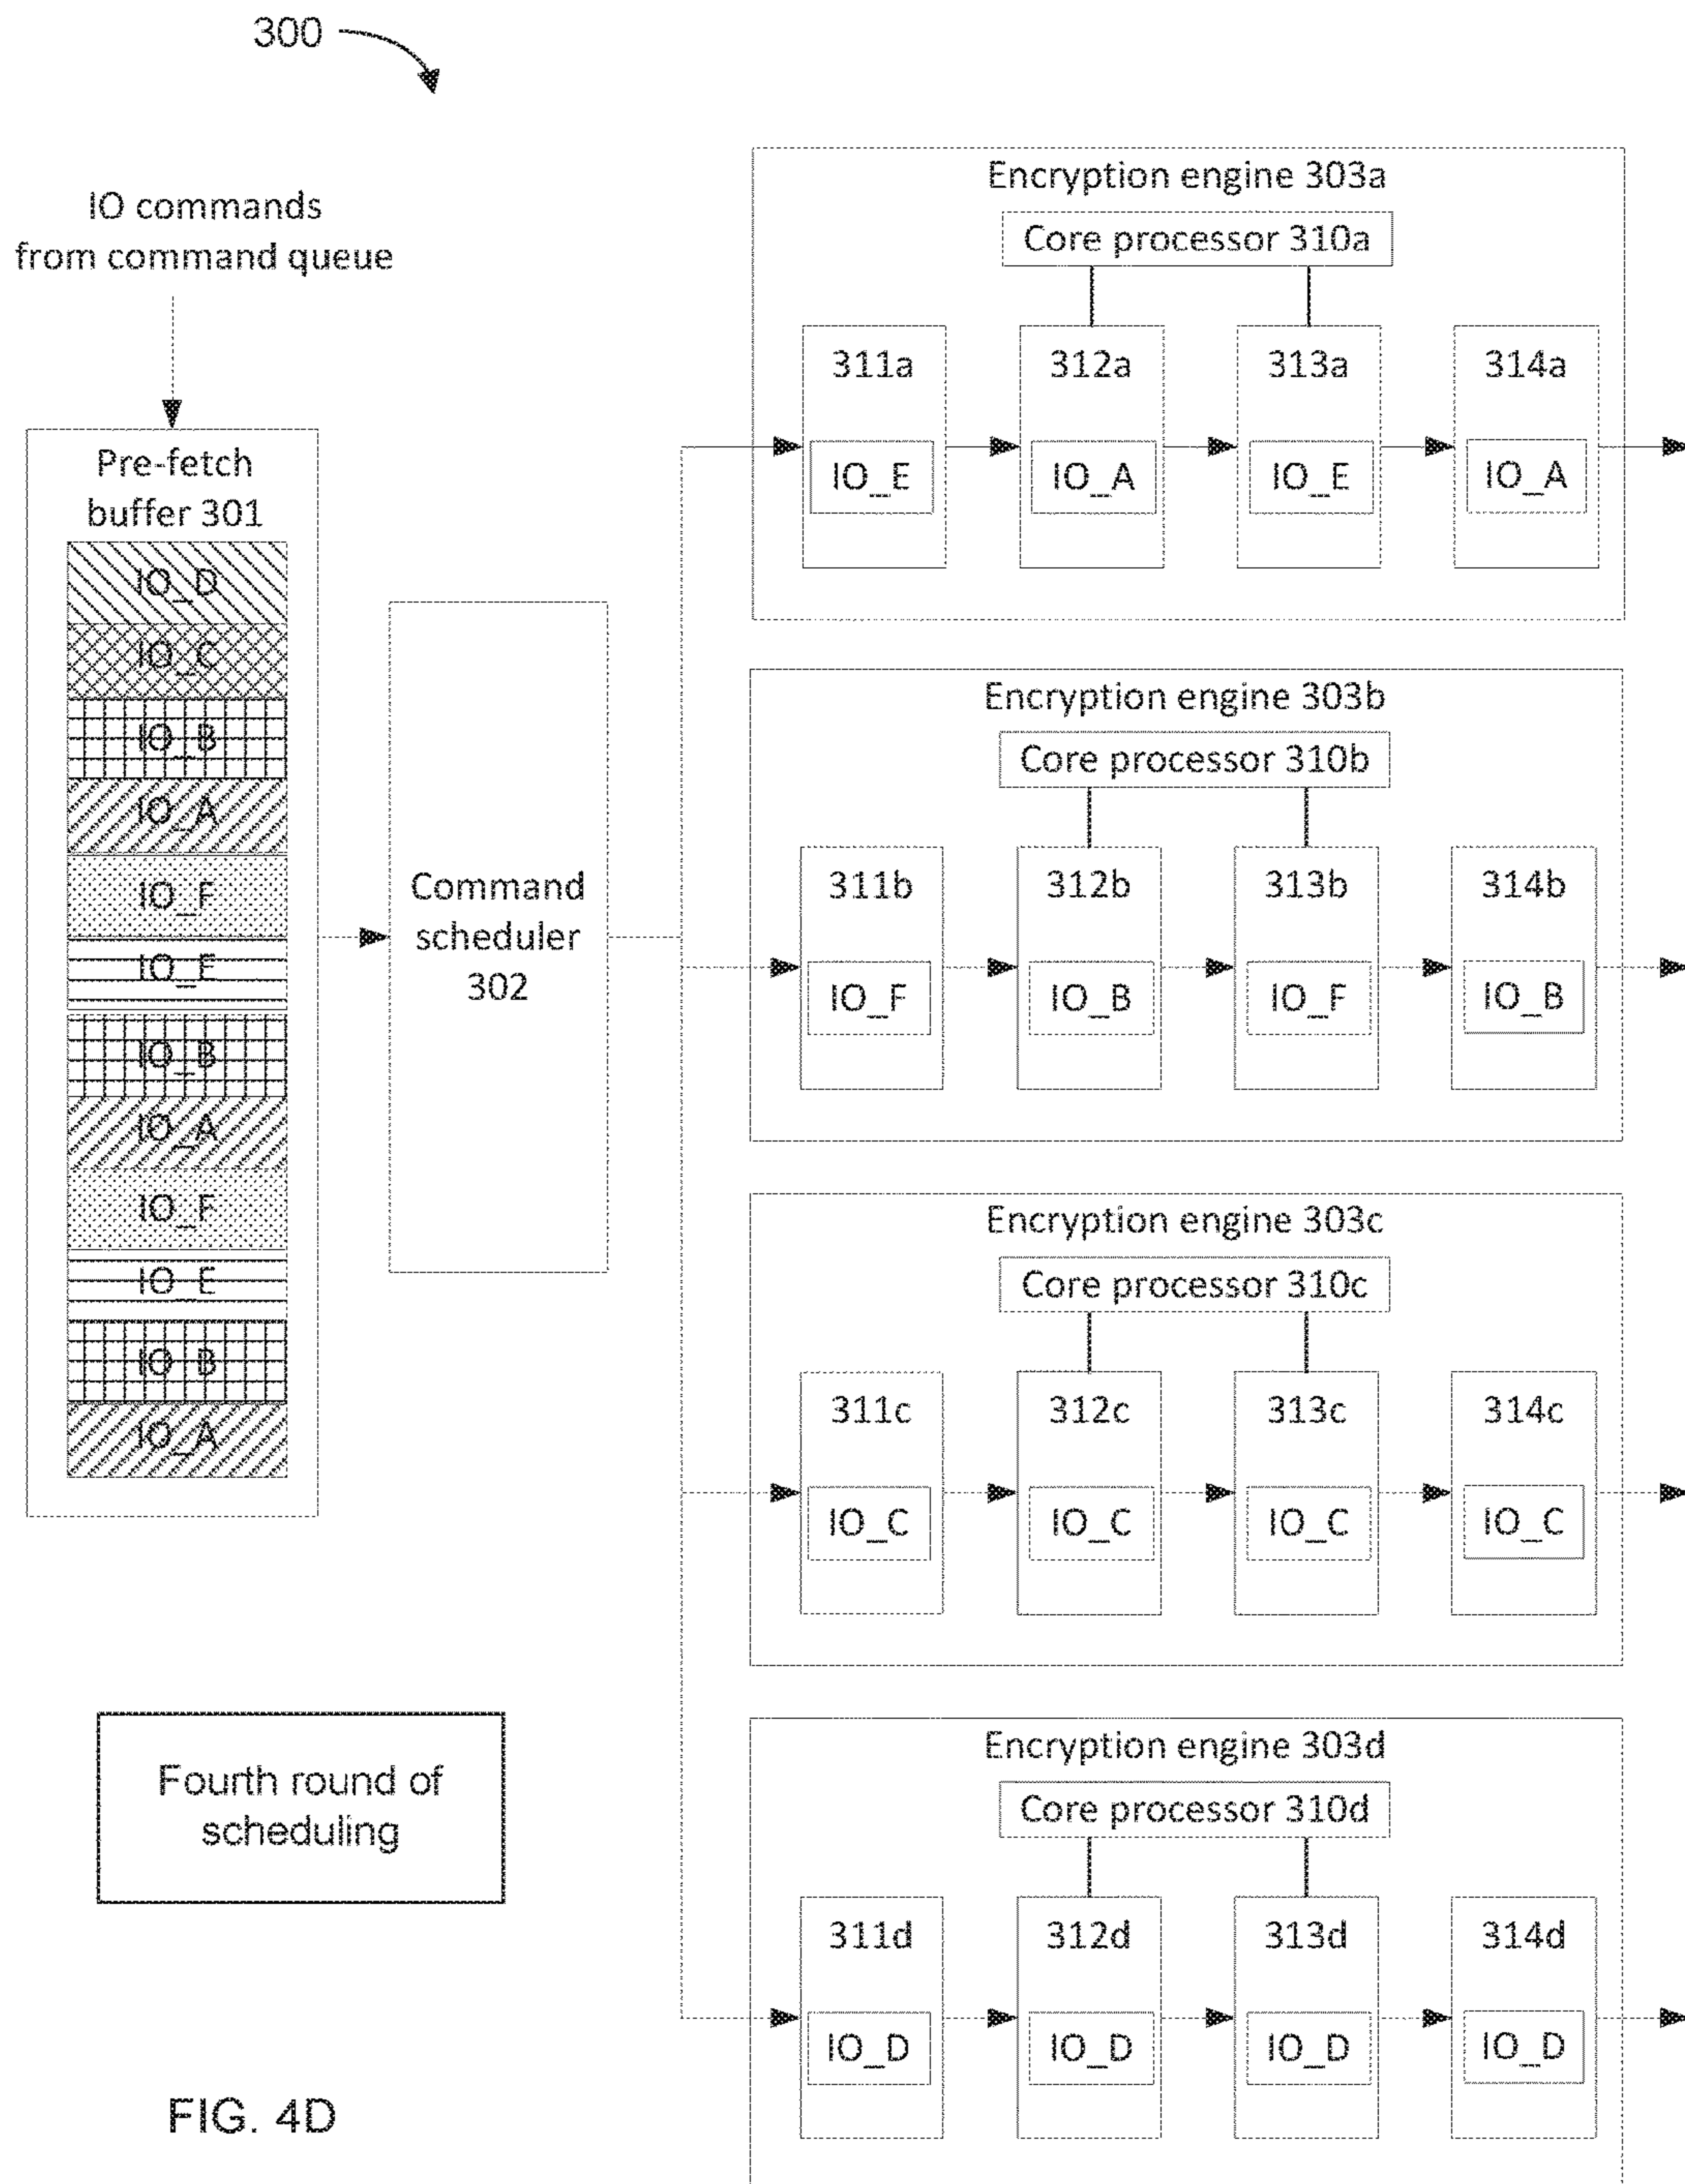 300
IO commands
from command queue
Pre-fetch
buffer 301
IO_D
IO_C
IO_B
IO_A
IO_F
IO_E
IO_B
IO_A
IO_F
IO_E
IO_B
IO_A
Command
scheduler
302
Encryption engine 303a
Core processor 310a
311a 312a 313a 314a
IO_E IO_A IO_E IO_A
Encryption engine 303b
Core processor 310b
311b 312b 313b 314b
IO_F IO_B IO_F IO_B
Encryption engine 303c
Core processor 310c
311c 312c 313c 314c
IO_C IO_C IO_C IO_C
Encryption engine 303d
Core processor 310d
311d 312d 313d 314d
IO_D IO_D IO_D IO_D
Fourth round of
scheduling
FIG. 4D